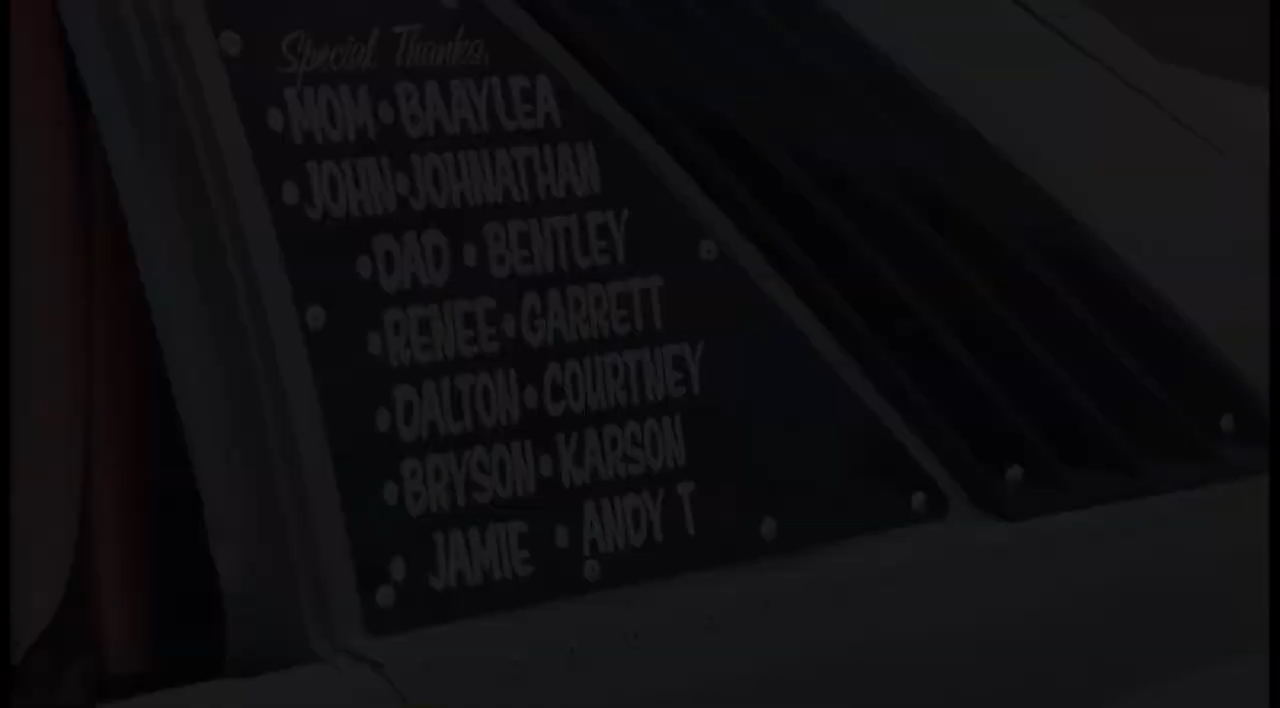 Special Thanks,
•MOM•BAAYLEA
•JOHN•JOHNATHAN
•DAD •BENTLEY
•RENEE•GARRETT
•DALTON•COURTNEY
•BRYSON•KARSON
JAMIE •ANDY T